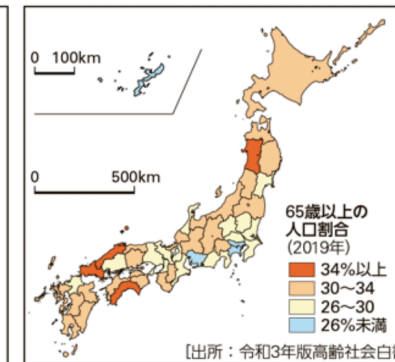 0 100km
0 500km
65歳以上の
人口割合
(2019年)
34%以上
30〜34
26〜30
26%未満
[出所：令和3年版高齢社会白